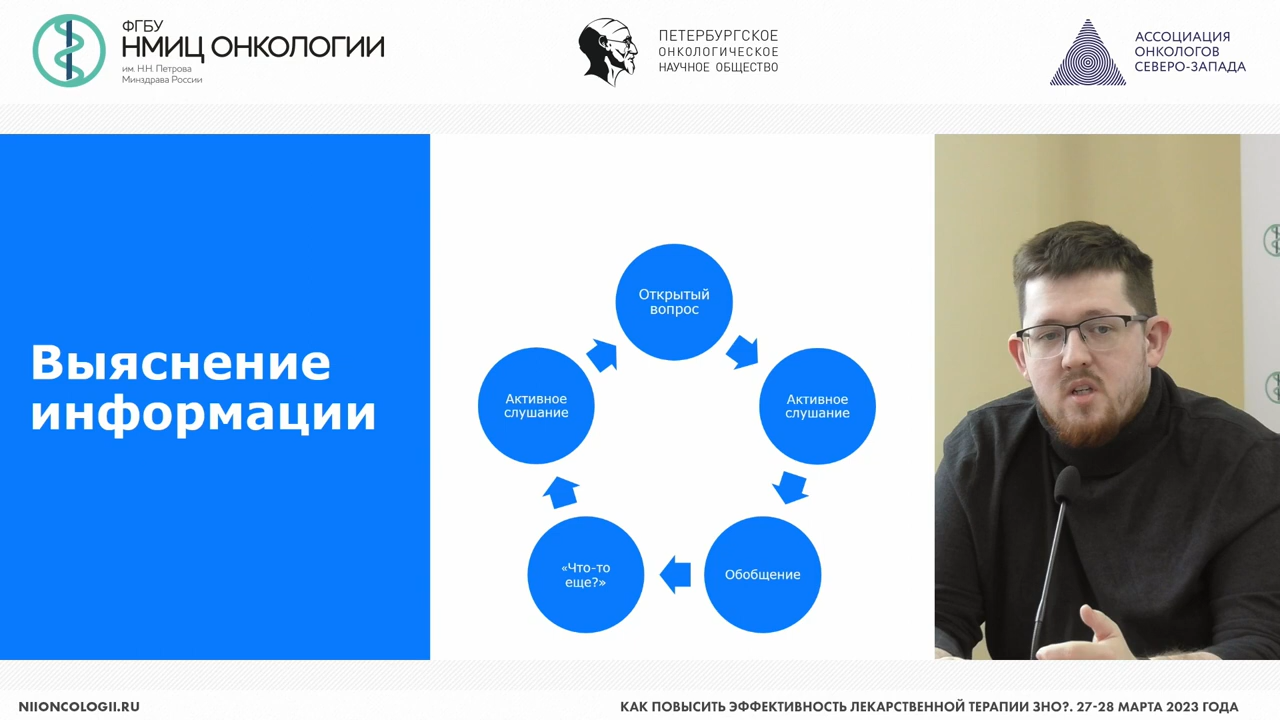 ФГБУ
НМИЦ ОНКОЛОГИИ
им. Н.Н. Петрова
Минздрава России
ПЕТЕРБУРГСКОЕ
ОНКОЛОГИЧЕСКОЕ
НАУЧНОЕ ОБЩЕСТВО
АССОЦИАЦИЯ
ОНКОЛОГОВ
СЕВЕРО-ЗАПАДА
Выяснение
информации
Открытый
вопрос
Активное
слушание
Обобщение
«Что-то
еще?»
Активное
слушание
NIIONCOLOGII.RU
КАК ПОВЫСИТЬ ЭФФЕКТИВНОСТЬ ЛЕКАРСТВЕННОЙ ТЕРАПИИ ЗНО?. 27-28 МАРТА 2023 ГОДА